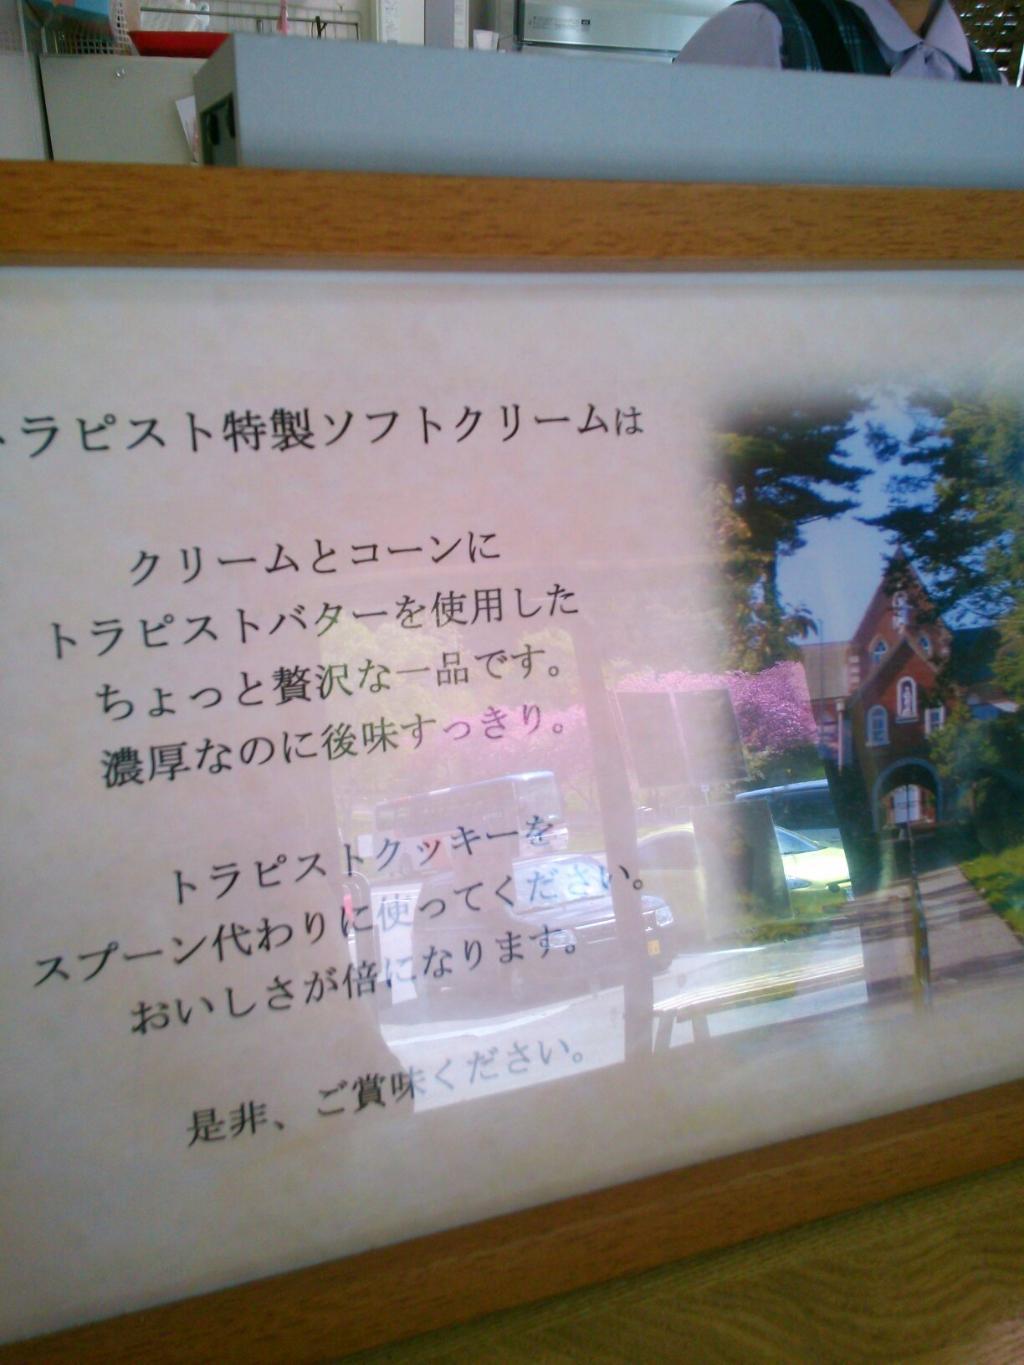 トラピスト特製ソフトクリームは
クリームとコーンに
トラピストバターを使用した
ちょっと贅沢な一品です。
濃厚なのに後味すっきり。
トラピストクッキーを
スプーン代わりに使ってください。
おいしさが倍になります。
是非、ご賞味ください。